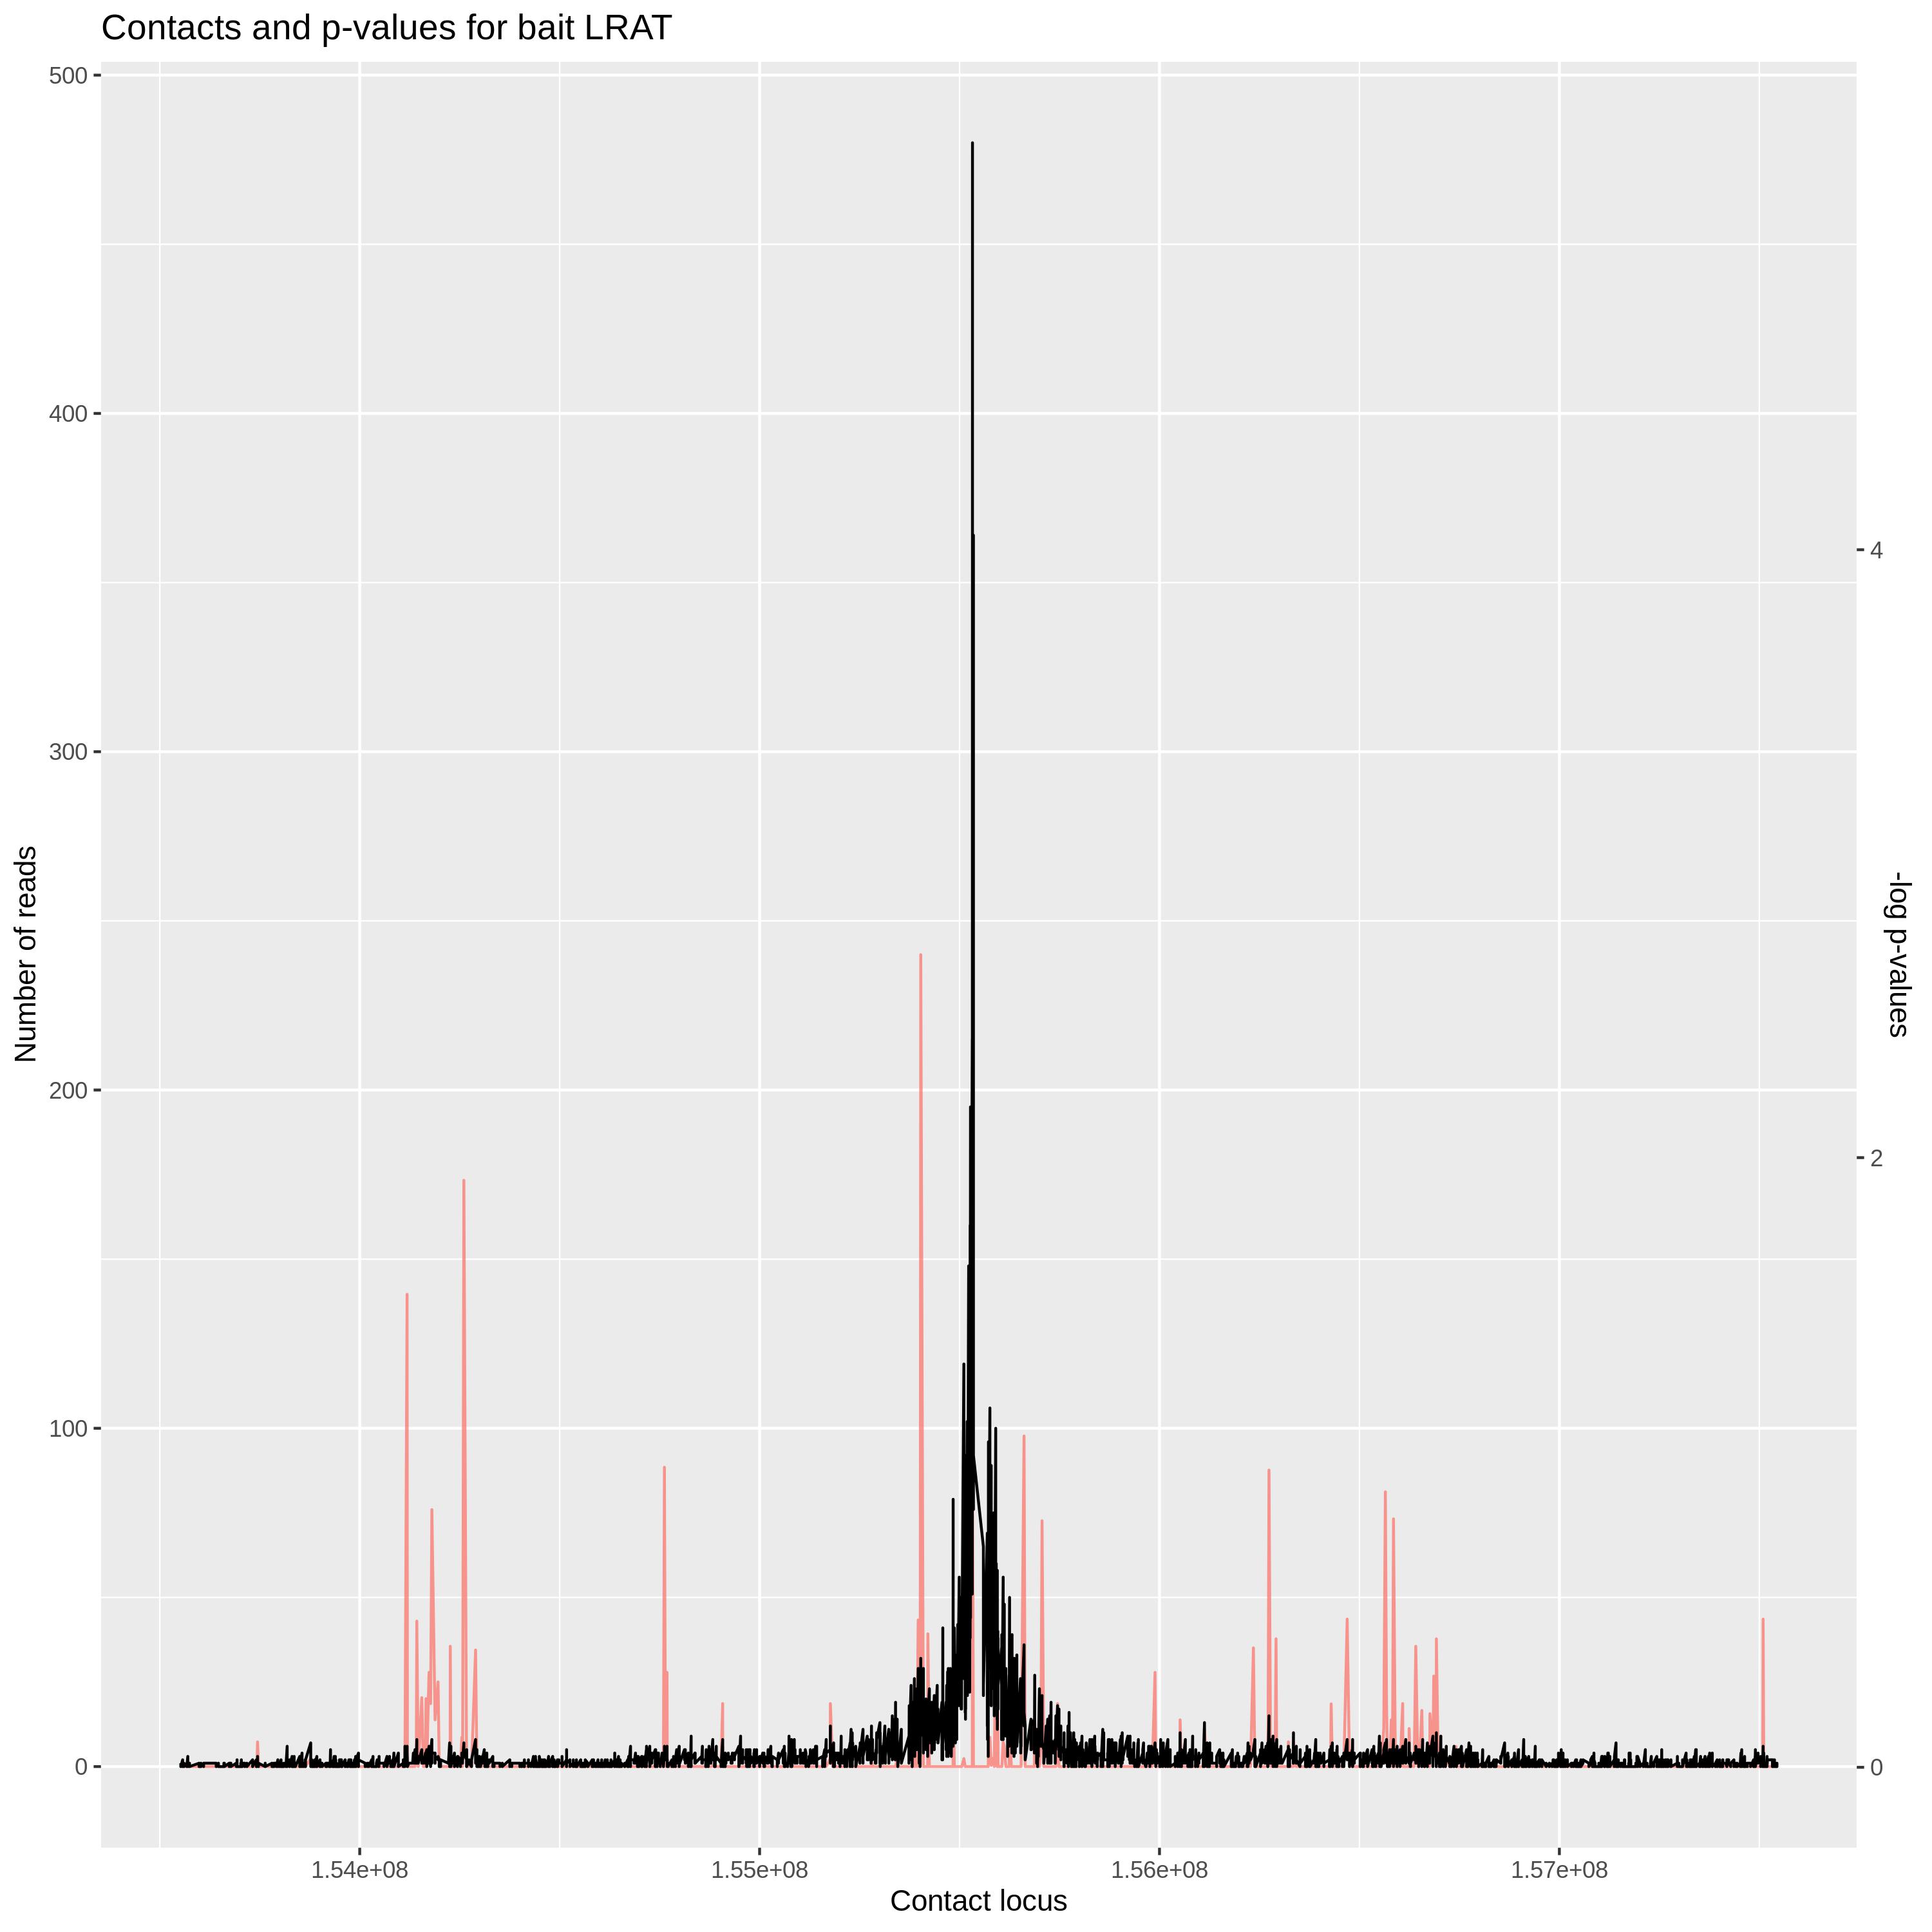 Contacts and p-values for bait LRAT
500
400
300
200
100
0
Number of reads
4
2
0
-log p-values
1.54e+08
1.55e+08
1.56e+08
1.57e+08
Contact locus